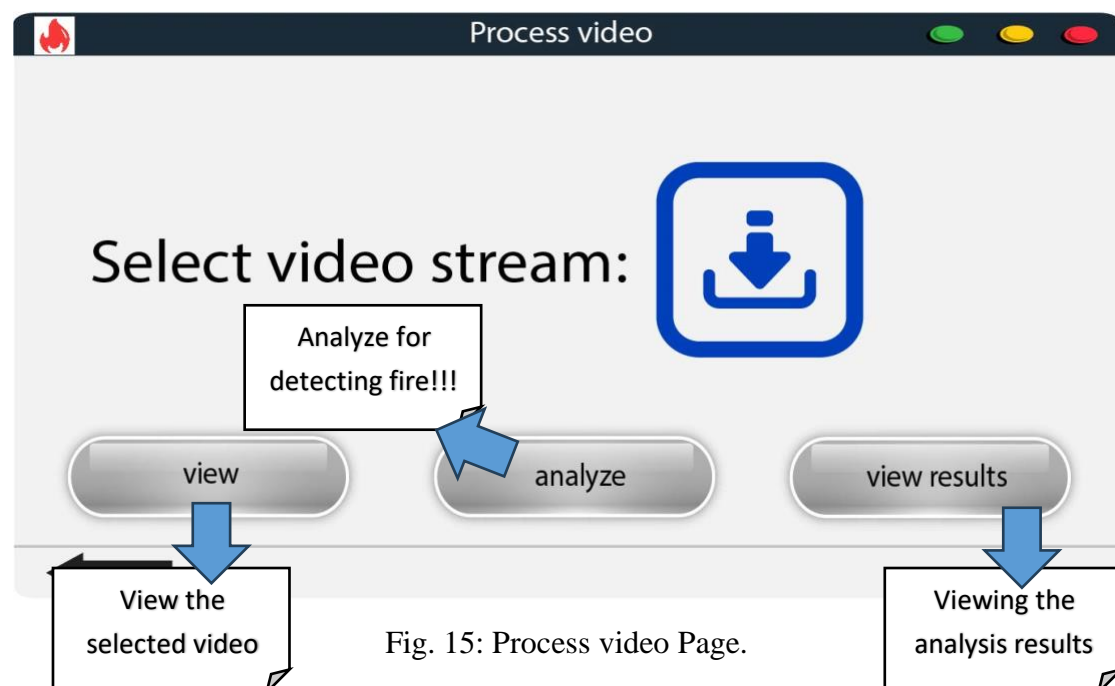 Process video
Select video stream:
Analyze for
detecting fire!!!
view
analyze
view results
View the
selected video
Viewing the
analysis results
Fig. 15: Process video Page.